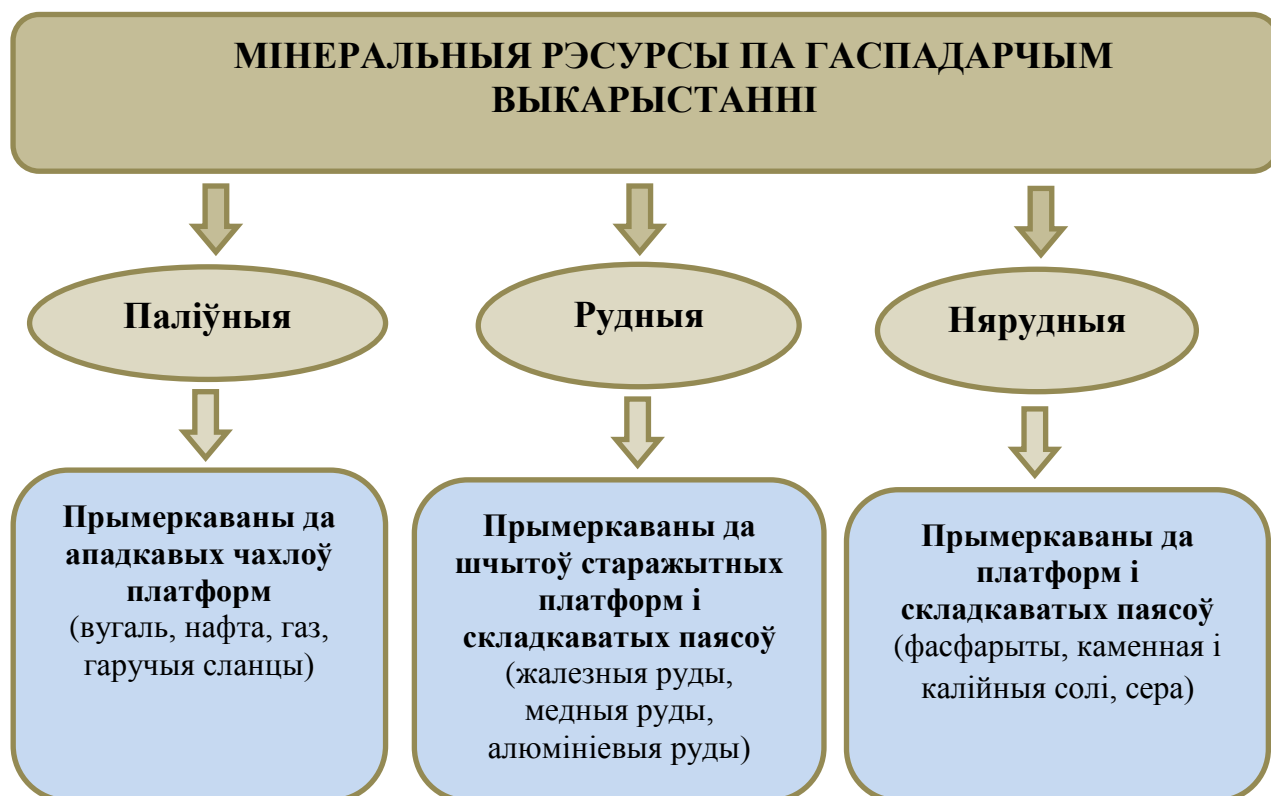 МІНЕРАЛЬНЫЯ РЭСУРСЫ ПА ГАСПАДАРЧЫМ
ВЫКАРЫСТАННІ
Паліўныя
Рудныя
Нярудныя
Прымеркаваны да
ападкавых чахлоў
платформ
(вугаль, нафта, газ,
гаручыя сланцы)
Прымеркаваны да
шчытоў старажытных
платформ і
складкаватых паясоў
(жалезныя руды,
медныя руды,
алюмініевыя руды)
Прымеркаваны да
платформ і
складкаватых паясоў
(фасфарыты, каменная і
калійныя солі, сера)